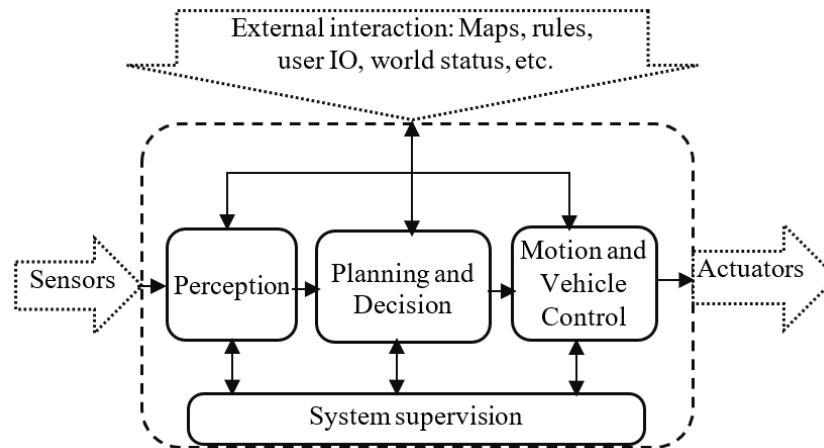 External interaction: Maps, rules,
user IO, world status, etc.
Sensors
Perception
Planning and
Decision
Motion and
Vehicle
Control
Actuators
System supervision